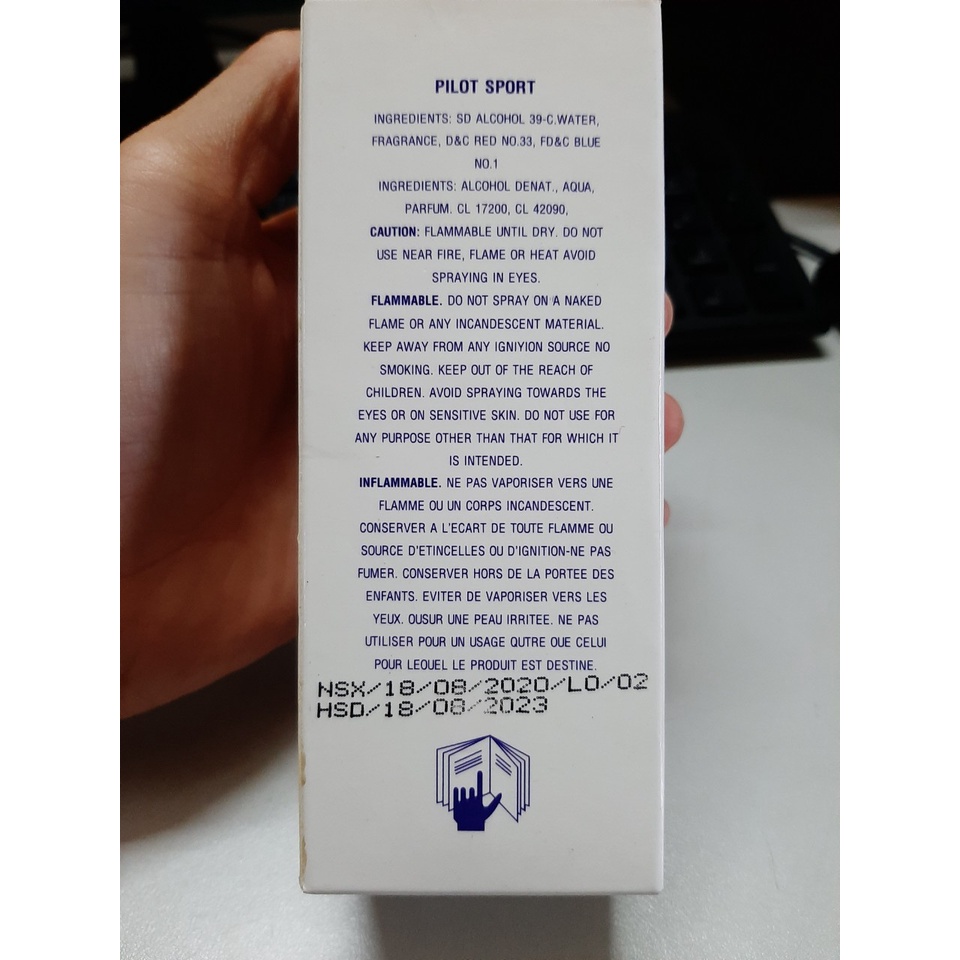 PILOT SPORT
INGREDIENTS: SD ALCOHOL 39-C.WATER,
FRAGRANCE, D&C RED NO.33, FD&C BLUE
NO.1
INGREDIENTS: ALCOHOL DENAT., AQUA,
PARFUM. CL 17200, CL 42090,
CAUTION: FLAMMABLE UNTIL DRY. DO NOT
USE NEAR FIRE, FLAME OR HEAT AVOID
SPRAYING IN EYES.
FLAMMABLE. DO NOT SPRAY ON A NAKED
FLAME OR ANY INCANDESCENT MATERIAL.
KEEP AWAY FROM ANY IGNIYION SOURCE NO
SMOKING. KEEP OUT OF THE REACH OF
CHILDREN. AVOID SPRAYING TOWARDS THE
EYES OR ON SENSITIVE SKIN. DO NOT USE FOR
ANY PURPOSE OTHER THAN THAT FOR WHICH IT
IS INTENDED.
INFLAMMABLE. NE PAS VAPORISER VERS UNE
FLAMME OU UN CORPS INCANDESCENT.
CONSERVER A L'ECART DE TOUTE FLAMME OU
SOURCE D'ETINCELLES OU D'IGNITION-NE PAS
FUMER. CONSERVER HORS DE LA PORTEE DES
ENFANTS. EVITER DE VAPORISER VERS LES
YEUX. OUSUR UNE PEAU IRRITEE. NE PAS
UTILISER POUR UN USAGE QUTRE OUE CELUI
POUR LEQUEL LE PRODUIT EST DESTINE.
NSX/18/08/2020/LO/02
HSD/18/08/2023